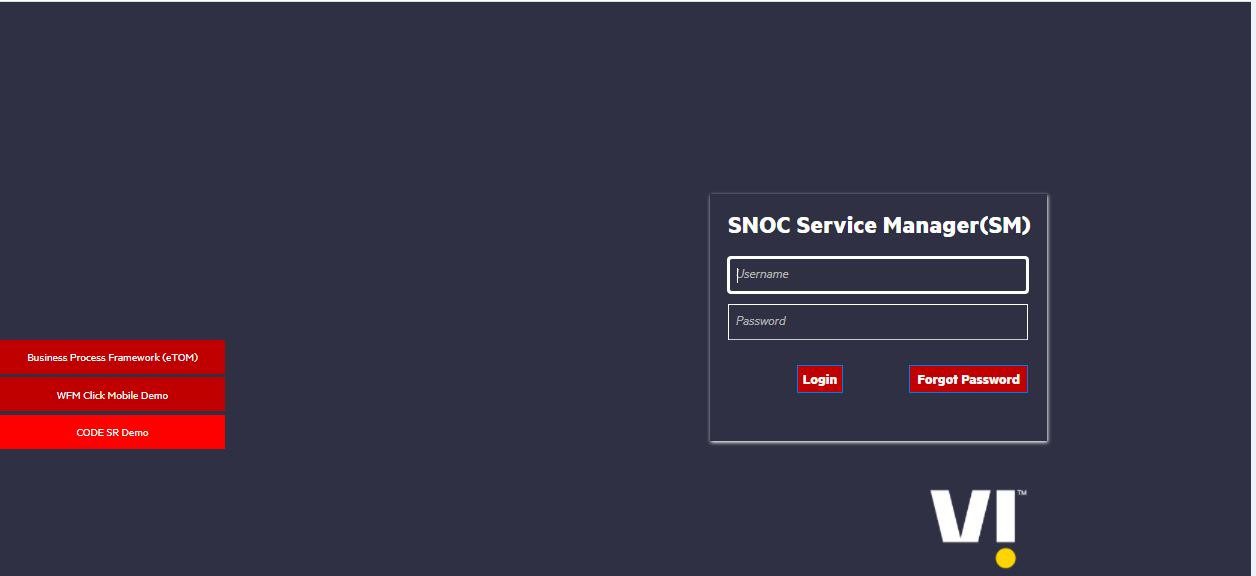 SNOC Service Manager(SM)
Username
Password
Login
Forgot Password
Business Process Framework (eTOM)
WFM Click Mobile Demo
CODE SR Demo
VI™